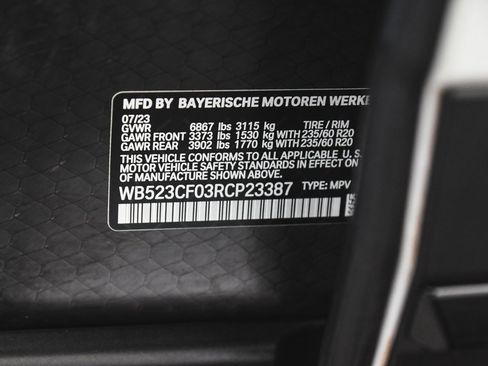 MFD BY BAYERISCHE MOTOREN WERKE
07/23
GVWR 6867 lbs 3115 kg TIRE / RIM
GAWR FRONT 3373 lbs 1530 kg WITH 235/60 R20
GAWR REAR 3902 lbs 1770 kg WITH 235/60 R20
THIS VEHICLE CONFORMS TO ALL APPLICABLE U. S.
MOTOR VEHICLE SAFETY STANDARDS IN EFFECT ON
DATE OF MANUFACTURE SHOWN ABOVE.
WB523CF03RCP23387 TYPE: MPV